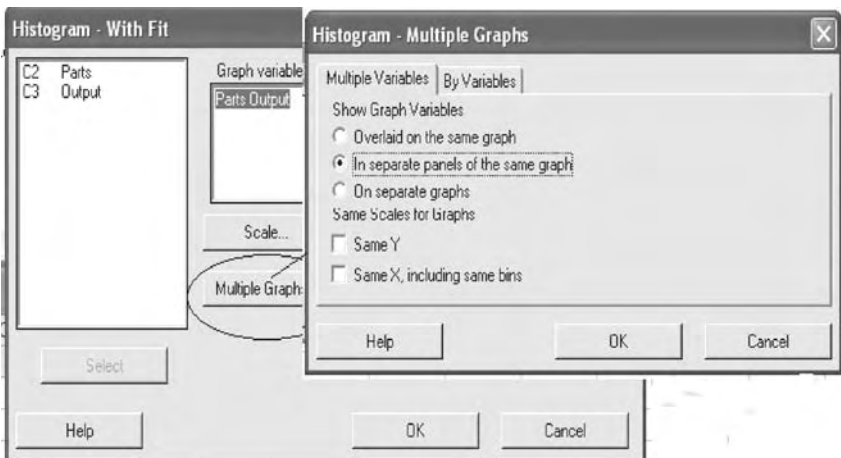 Histogram - With Fit
C2 Parts
C3 Output
Graph variable
Parts Output
Scale...
Multiple Graph
Select
Help
OK
Cancel
Histogram - Multiple Graphs
Multiple Variables
By Variables
Show Graph Variables
Overlaid on the same graph
In separate panels of the same graph
On separate graphs
Same Scales for Graphs
Same Y
Same X, including same bins
Help
OK
Cancel